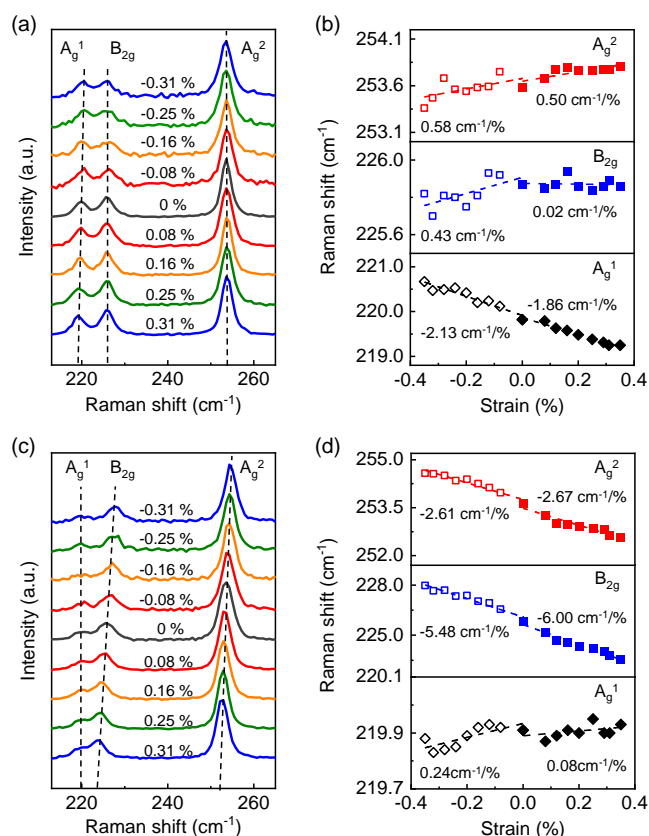 (a)
A_g^1
B_2g
A_g^2
-0.31 %
-0.25 %
-0.16 %
-0.08 %
0 %
0.08 %
0.16 %
0.25 %
0.31 %
Intensity (a.u.)
220 240 260
Raman shift (cm⁻¹)
(b)
254.1
253.6
253.1
A_g^2
0.50 cm⁻¹/%
0.58 cm⁻¹/%
226.0
225.6
B_2g
0.02 cm⁻¹/%
0.43 cm⁻¹/%
221.0
220.0
219.0
A_g^1
-1.86 cm⁻¹/%
-2.13 cm⁻¹/%
Raman shift (cm⁻¹)
-0.4 -0.2 0.0 0.2 0.4
Strain (%)
(c)
A_g^1
B_2g
A_g^2
-0.31 %
-0.25 %
-0.16 %
-0.08 %
0 %
0.08 %
0.16 %
0.25 %
0.31 %
Intensity (a.u.)
220 240 260
Raman shift (cm⁻¹)
(d)
255.0
253.5
252.0
A_g^2
-2.67 cm⁻¹/%
-2.61 cm⁻¹/%
228.0
225.0
B_2g
-6.00 cm⁻¹/%
-5.48 cm⁻¹/%
220.1
219.9
219.7
A_g^1
0.24cm⁻¹/%
0.08cm⁻¹/%
Raman shift (cm⁻¹)
-0.4 -0.2 0.0 0.2 0.4
Strain (%)